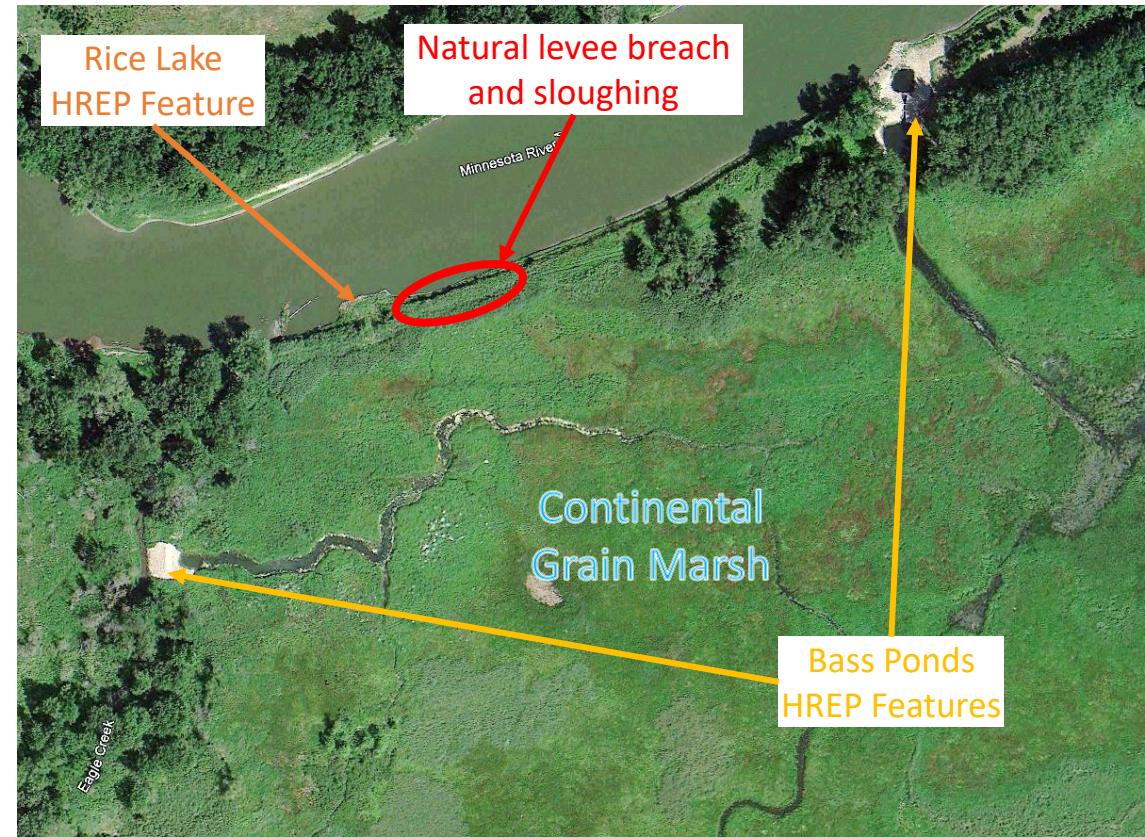 Rice Lake
HREP Feature
Natural levee breach
and sloughing
Minnesota River
Continental
Grain Marsh
Bass Ponds
HREP Features
Eagle Creek